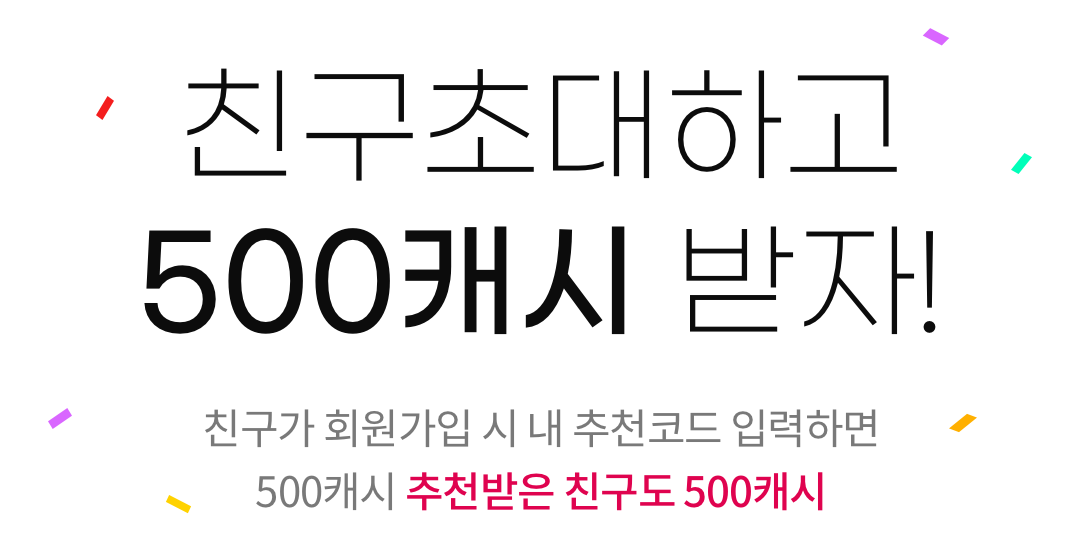 친구초대하고
500캐시 받자!
친구가 회원가입 시 내 추천코드 입력하면
500캐시 추천받은 친구도 500캐시